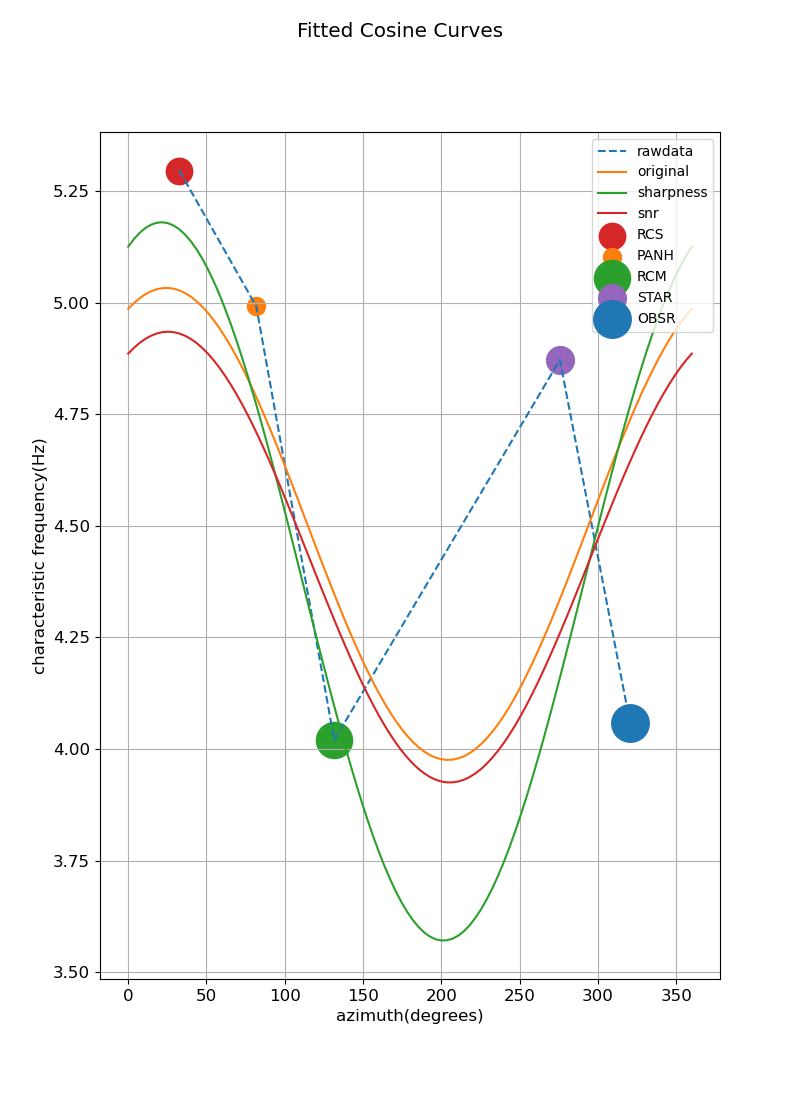 Fitted Cosine Curves
rawdata
original
sharpness
snr
RCS
PANH
RCM
STAR
OBSR
characteristic frequency(Hz)
5.25
5.00
4.75
4.50
4.25
4.00
3.75
3.50
0 50 100 150 200 250 300 350
azimuth(degrees)